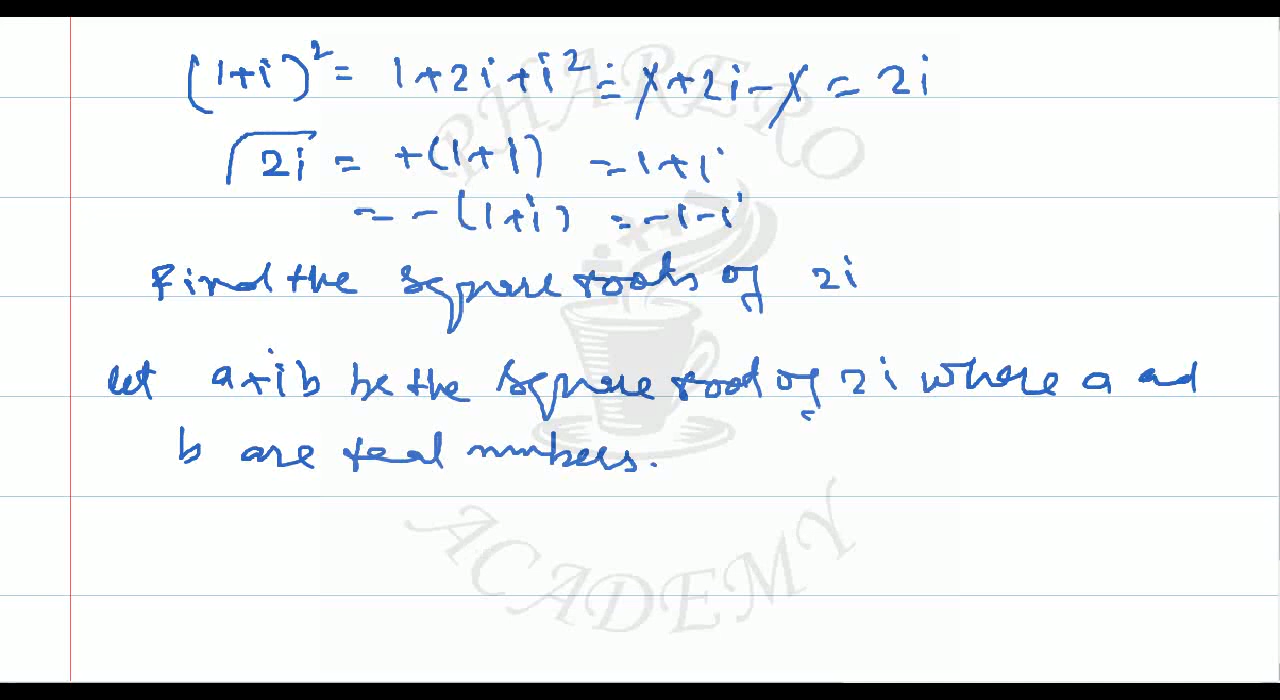 (1+i)² = 1+2i+i² = 1+2i-1 = 2i
√2i = +(1+i) = 1+i
= -(1+i) = -1-i
Find the square roots of 2i
let a+ib be the square root of 2i where a ad
b are real numbers.
PHARERO
ACADEMY